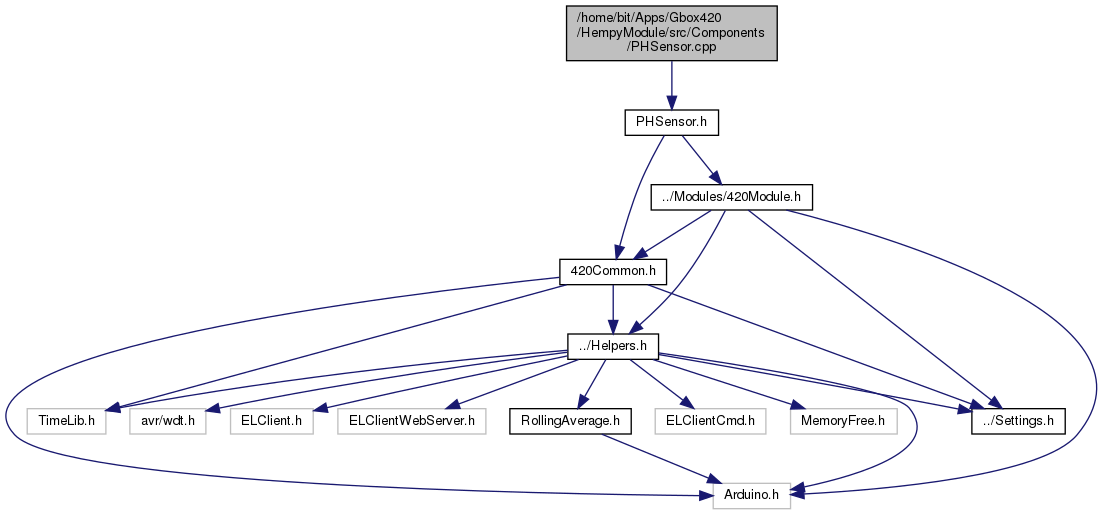 /home/bit/Apps/Gbox420
/HempyModule/src/Components
/PHSensor.cpp
PHSensor.h
../Modules/420Module.h
420Common.h
../Helpers.h
TimeLib.h
avr/wdt.h
ELClient.h
ELClientWebServer.h
RollingAverage.h
ELClientCmd.h
MemoryFree.h
../Settings.h
Arduino.h